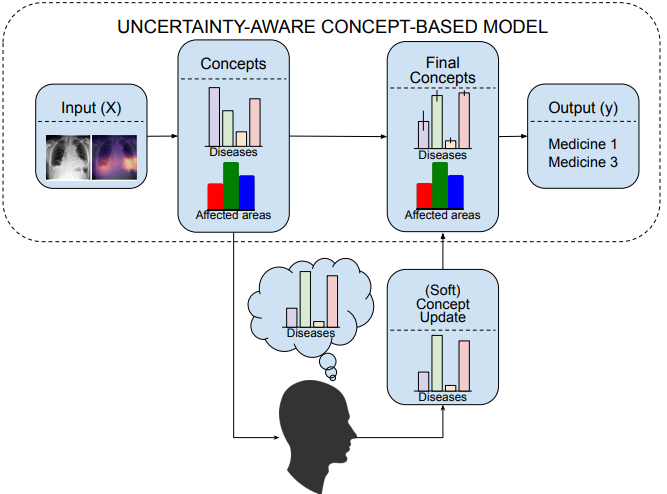 UNCERTAINTY-AWARE CONCEPT-BASED MODEL
Input (X)
Concepts
Diseases
Affected areas
Final
Concepts
Diseases
Affected areas
Output (y)
Medicine 1
Medicine 3
Diseases
(Soft)
Concept
Update
Diseases